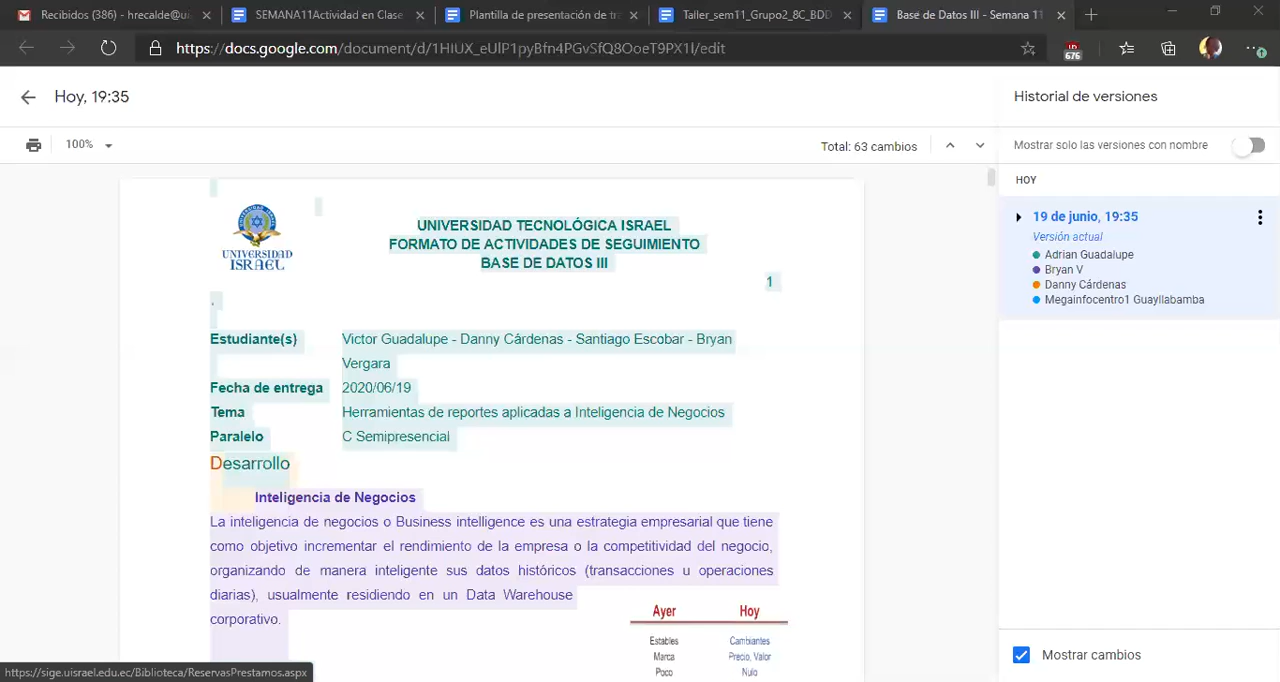 Recibidos (386) - hrecalde@u
SEMANA11Actividad en Clase
Plantilla de presentación de tr
Taller_sem11_Grupo2_8C_BDD
Base de Datos III - Semana 11
https://docs.google.com/document/d/1HIUX_eUlP1pyBfn4PGvSfQ8OoeT9PX1l/edit
676
Hoy, 19:35
Historial de versiones
100%
Total: 63 cambios
Mostrar solo las versiones con nombre
HOY
19 de junio, 19:35
Versión actual
Adrian Guadalupe
Bryan V
Danny Cárdenas
Megainfocentro1 Guayllabamba
UNIVERSIDAD
ISRAEL
UNIVERSIDAD TECNOLÓGICA ISRAEL
FORMATO DE ACTIVIDADES DE SEGUIMIENTO
BASE DE DATOS III
1
.
Estudiante(s) Victor Guadalupe - Danny Cárdenas - Santiago Escobar - Bryan
Vergara
Fecha de entrega 2020/06/19
Tema Herramientas de reportes aplicadas a Inteligencia de Negocios
Paralelo C Semipresencial
Desarrollo
Inteligencia de Negocios
La inteligencia de negocios o Business intelligence es una estrategia empresarial que tiene
como objetivo incrementar el rendimiento de la empresa o la competitividad del negocio,
organizando de manera inteligente sus datos históricos (transacciones u operaciones
diarias), usualmente residiendo en un Data Warehouse
corporativo.
Ayer Hoy
Estables Cambiantes
Marca Precio, Valor
Poco Nulo
Mostrar cambios
https://sige.uisrael.edu.ec/Biblioteca/ReservasPrestamos.aspx